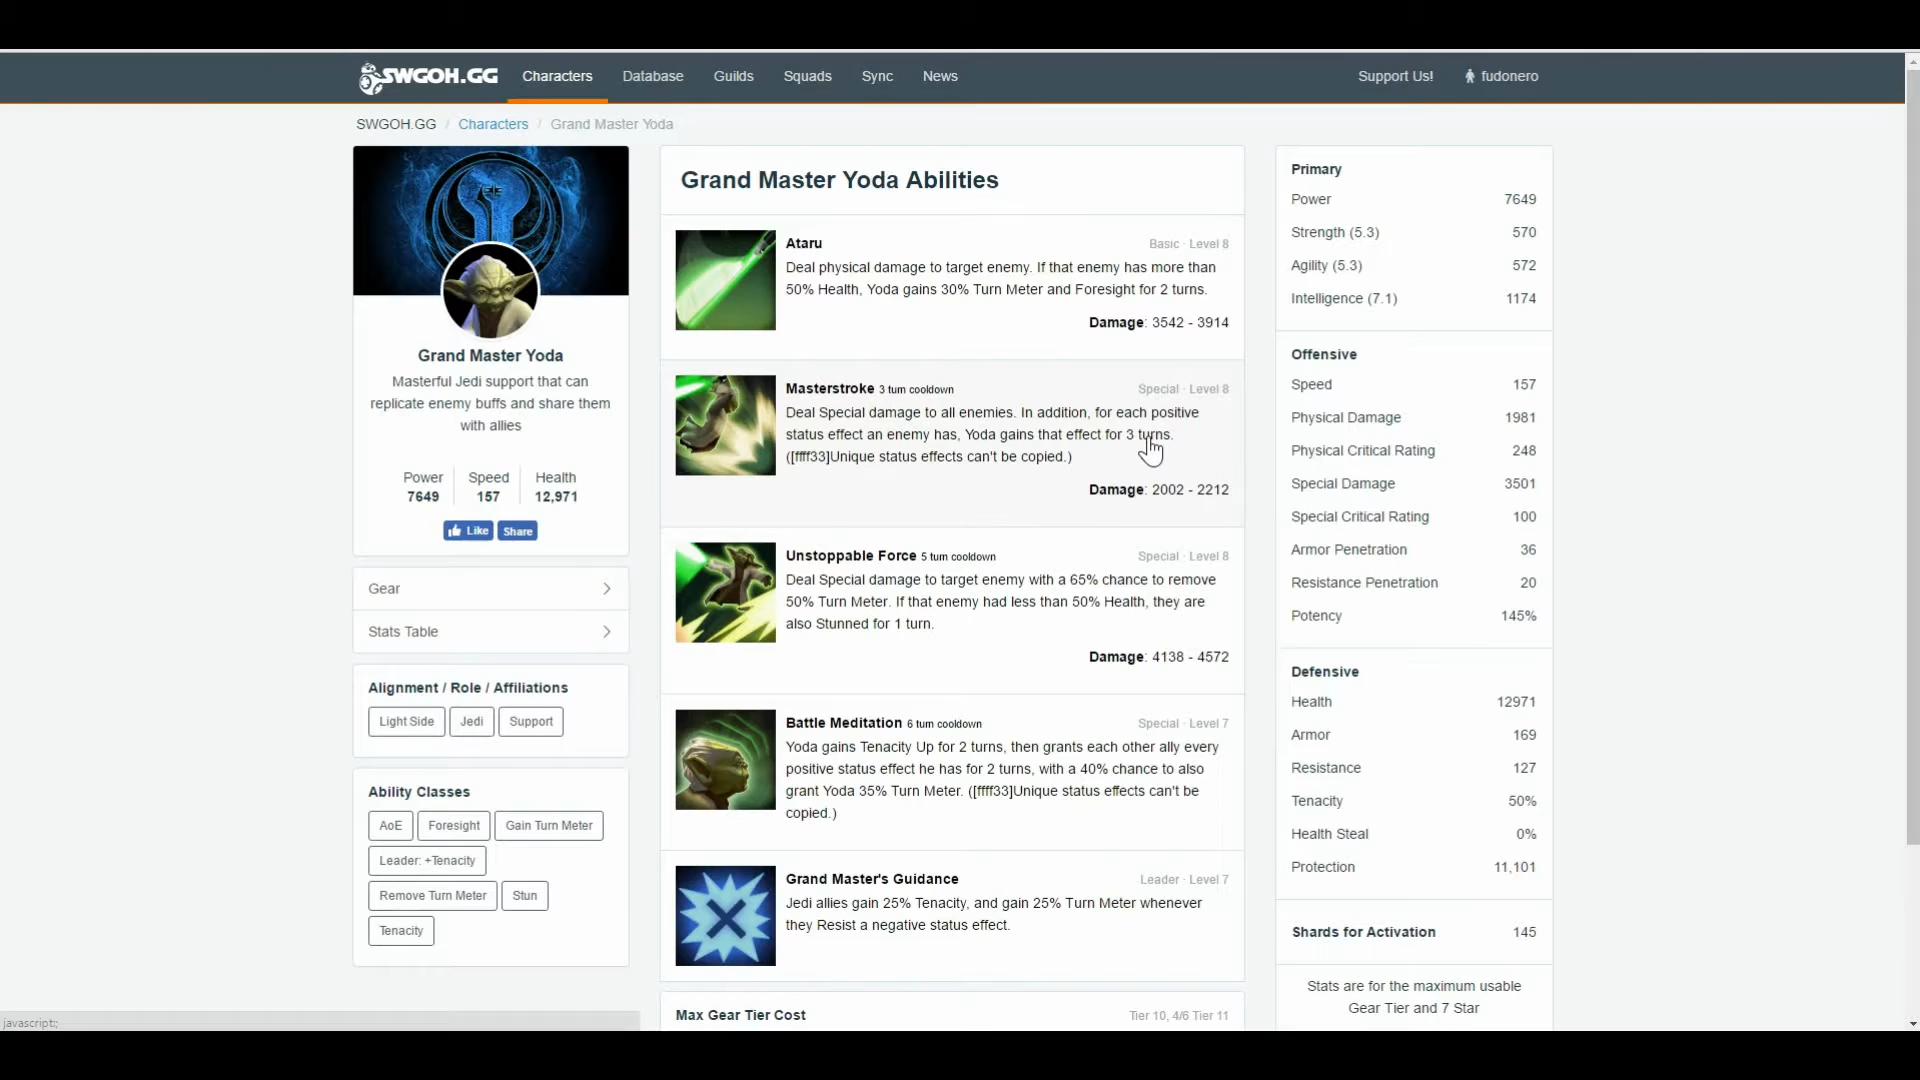 SWGOH.GG
Characters
Database
Guilds
Squads
Sync
News
Support Us!
fudonero
SWGOH.GG / Characters / Grand Master Yoda
Grand Master Yoda
Masterful Jedi support that can
replicate enemy buffs and share them
with allies
Power Speed Health
7649 157 12,971
Like Share
Gear
Stats Table
Alignment / Role / Affiliations
Light Side Jedi Support
Ability Classes
AoE Foresight Gain Turn Meter
Leader: +Tenacity
Remove Turn Meter Stun
Tenacity
Grand Master Yoda Abilities
Ataru Basic · Level 8
Deal physical damage to target enemy. If that enemy has more than
50% Health, Yoda gains 30% Turn Meter and Foresight for 2 turns.
Damage: 3542 - 3914
Masterstroke 3 turn cooldown Special · Level 8
Deal Special damage to all enemies. In addition, for each positive
status effect an enemy has, Yoda gains that effect for 3 turns.
([ffff33]Unique status effects can't be copied.)
Damage: 2002 - 2212
Unstoppable Force 5 turn cooldown Special · Level 8
Deal Special damage to target enemy with a 65% chance to remove
50% Turn Meter. If that enemy had less than 50% Health, they are
also Stunned for 1 turn.
Damage: 4138 - 4572
Battle Meditation 6 turn cooldown Special · Level 7
Yoda gains Tenacity Up for 2 turns, then grants each other ally every
positive status effect he has for 2 turns, with a 40% chance to also
grant Yoda 35% Turn Meter. ([ffff33]Unique status effects can't be
copied.)
Grand Master's Guidance Leader · Level 7
Jedi allies gain 25% Tenacity, and gain 25% Turn Meter whenever
they Resist a negative status effect.
Max Gear Tier Cost Tier 10, 4/6 Tier 11
Primary
Power 7649
Strength (5.3) 570
Agility (5.3) 572
Intelligence (7.1) 1174
Offensive
Speed 157
Physical Damage 1981
Physical Critical Rating 248
Special Damage 3501
Special Critical Rating 100
Armor Penetration 36
Resistance Penetration 20
Potency 145%
Defensive
Health 12971
Armor 169
Resistance 127
Tenacity 50%
Health Steal 0%
Protection 11,101
Shards for Activation 145
Stats are for the maximum usable
Gear Tier and 7 Star
javascript:;